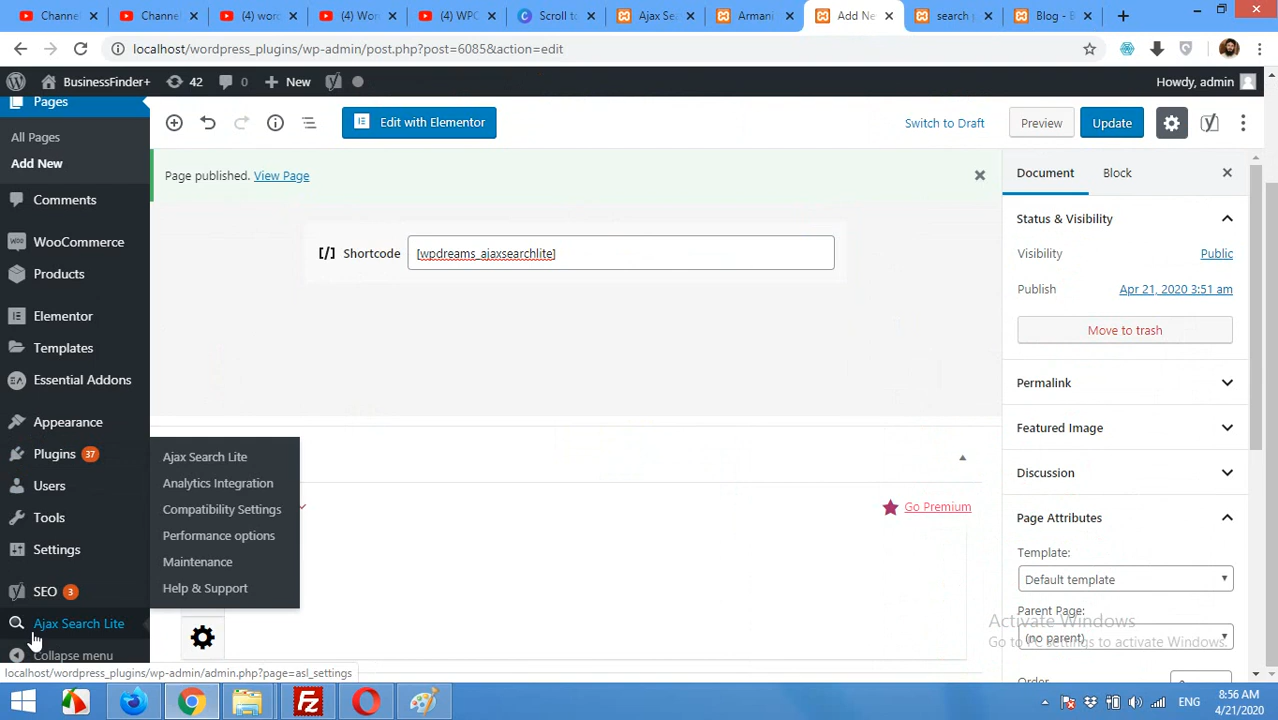 Channel
Channel
(4) word
(4) Wor
(4) WPC
Scroll to
Ajax Sea
Armani
Add Ne
search p
Blog - B
localhost/wordpress_plugins/wp-admin/post.php?post=6085&action=edit
BusinessFinder+ 42 0 New Howdy, admin
Pages
All Pages
Add New
Comments
WooCommerce
Products
Elementor
Templates
Essential Addons
Appearance
Plugins 37
Users
Tools
Settings
SEO 3
Ajax Search Lite
Collapse menu
Ajax Search Lite
Analytics Integration
Compatibility Settings
Performance options
Maintenance
Help & Support
localhost/wordpress_plugins/wp-admin/admin.php?page=asl_settings
Edit with Elementor
Switch to Draft
Preview
Update
Page published. View Page
[/] Shortcode [wpdreams_ajaxsearchlite]
Go Premium
Document Block
Status & Visibility
Visibility Public
Publish Apr 21, 2020 3:51 am
Move to trash
Permalink
Featured Image
Discussion
Page Attributes
Template:
Default template
Parent Page:
(no parent)
Order
Activate Windows
Go to PC settings to activate Windows.
ENG
8:56 AM
4/21/2020